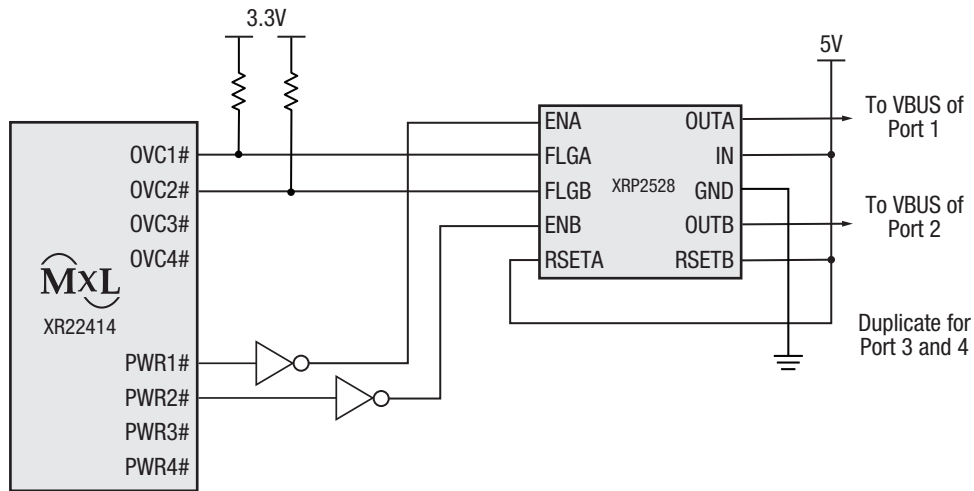 3.3V
5V
OVC1#
OVC2#
OVC3#
OVC4#
MxL
XR22414
PWR1#
PWR2#
PWR3#
PWR4#
ENA
FLGA
FLGB
ENB
RSETA
XRP2528
OUTA
IN
GND
OUTB
RSETB
To VBUS of
Port 1
To VBUS of
Port 2
Duplicate for
Port 3 and 4